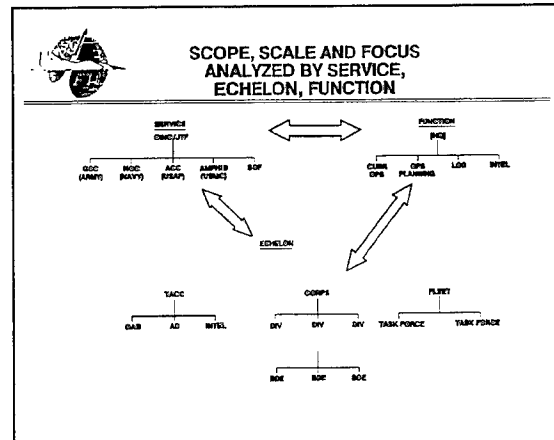 SCOPE, SCALE AND FOCUS
ANALYZED BY SERVICE,
ECHELON, FUNCTION
SERVICE
CINC/JTF
FUNCTION
(HQ)
GCC
(ARMY)
NCC
(NAVY)
ACC
(USAF)
AMPHIB
(USMC)
SOF
CURR
OPS
OPS
PLANNING
LOG
INTEL
ECHELON
TACC
CORPS
FLEET
AD
INTEL
DIV
DIV
DIV
TASK FORCE
TASK FORCE
BDE
BDE
BDE